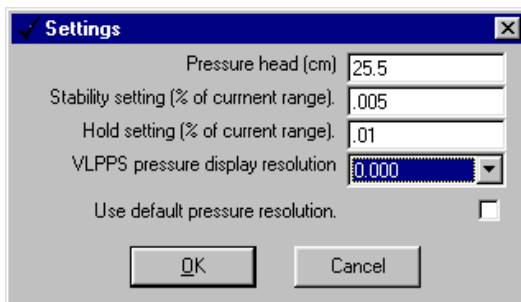 Settings
Pressure head (cm) 25.5
Stability setting (% of currnent range). .005
Hold setting (% of current range). .01
VLPPS pressure display resolution 0.000
Use default pressure resolution.
OK Cancel